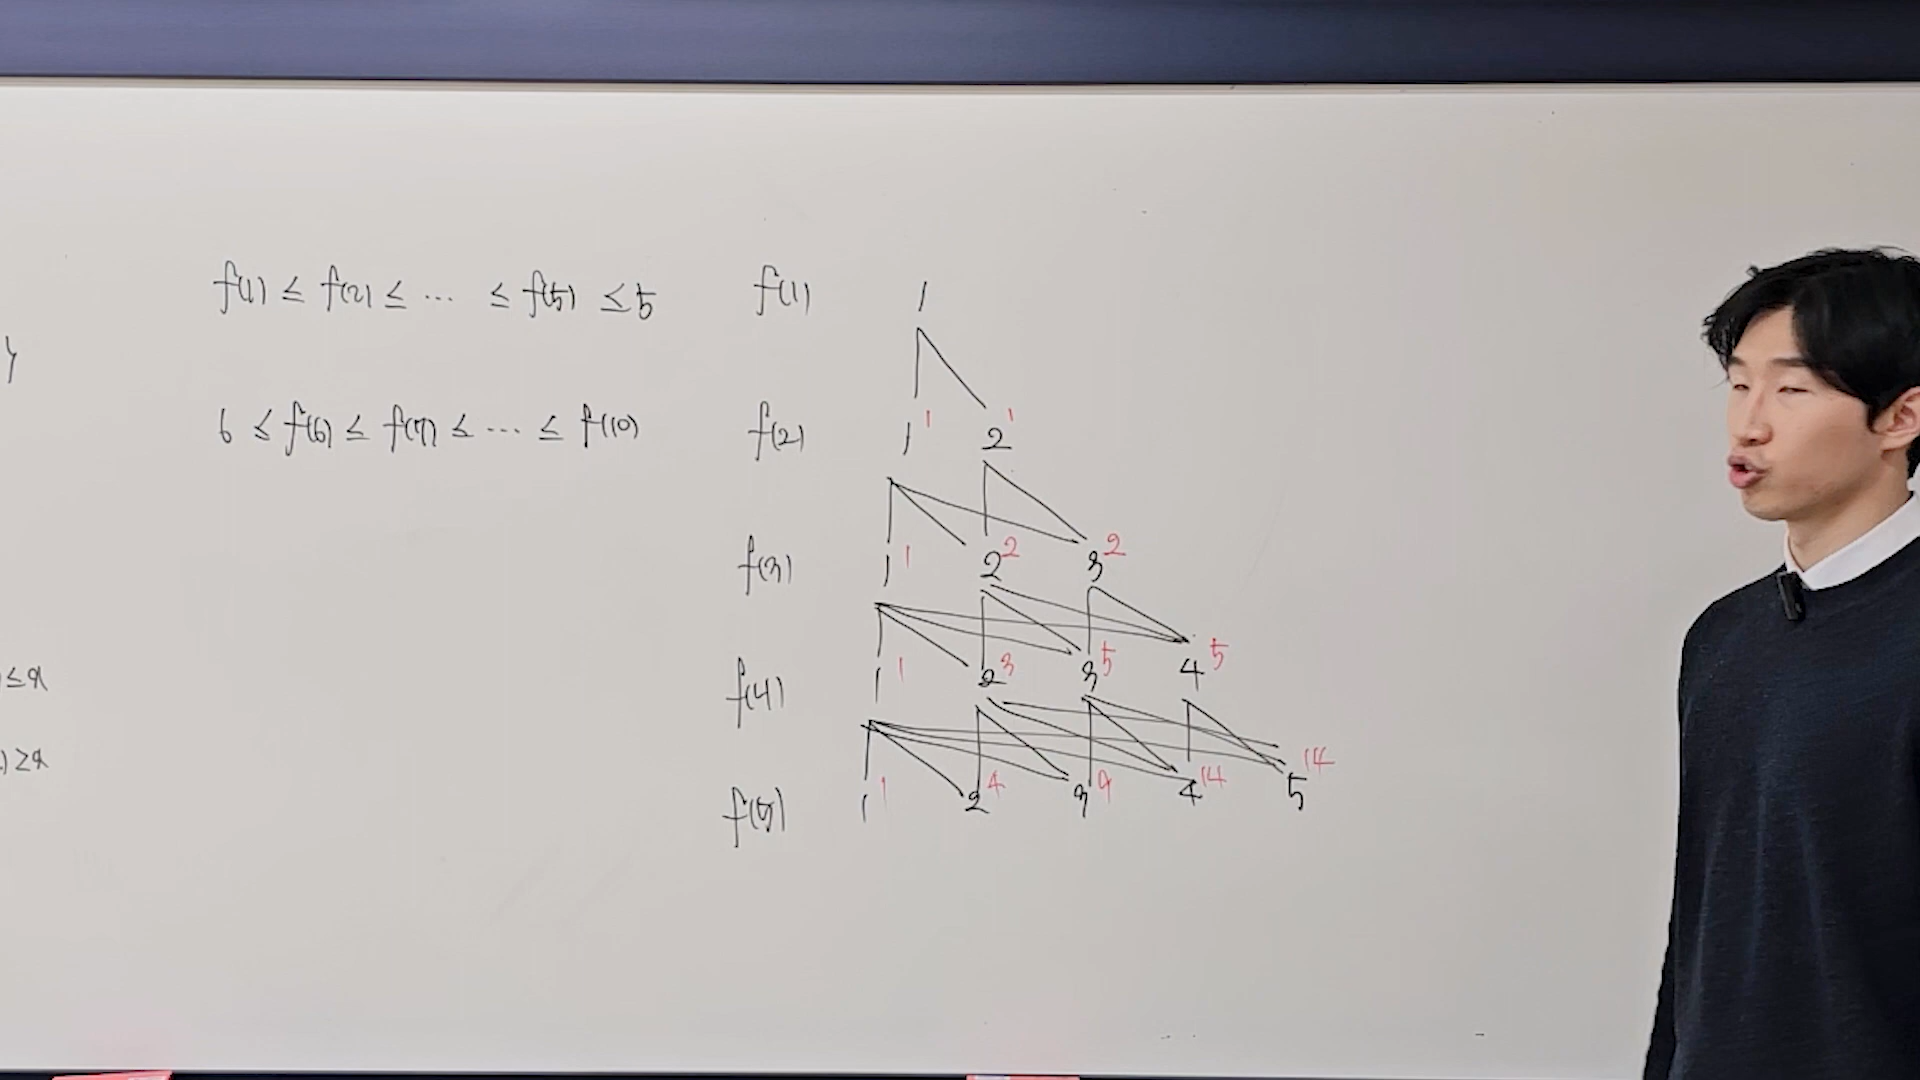 f(1) ≤ f(2) ≤ ... ≤ f(5) ≤ 5
6 ≤ f(6) ≤ f(7) ≤ ... ≤ f(10)
≤x
) ≥x
f(1) 1
f(2) 1 1 2 1
f(3) 1 1 2 2 3 2
f(4) 1 1 2 3 3 5 4 5
f(5) 1 1 2 4 3 9 4 14 5 14